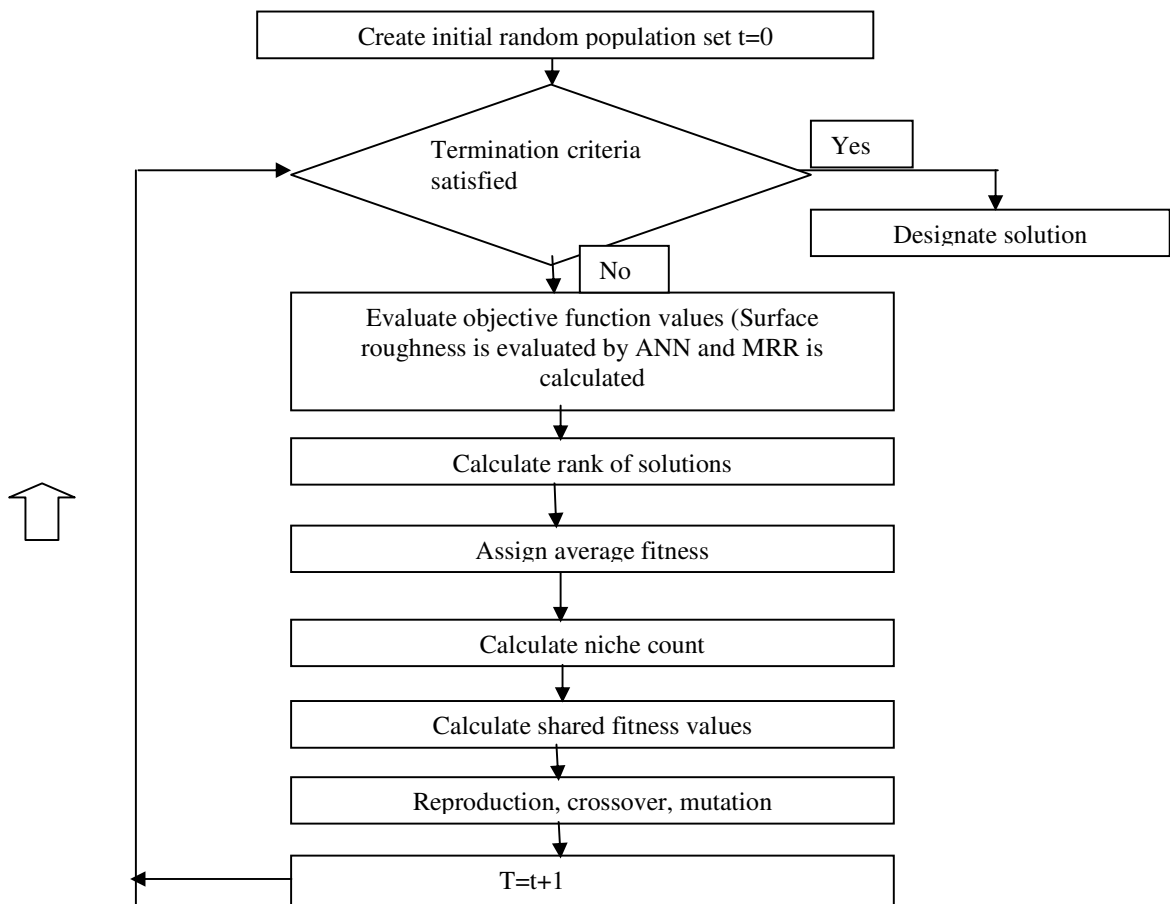 Create initial random population set t=0
Termination criteria
satisfied
Yes
Designate solution
No
Evaluate objective function values (Surface
roughness is evaluated by ANN and MRR is
calculated
Calculate rank of solutions
Assign average fitness
Calculate niche count
Calculate shared fitness values
Reproduction, crossover, mutation
T=t+1